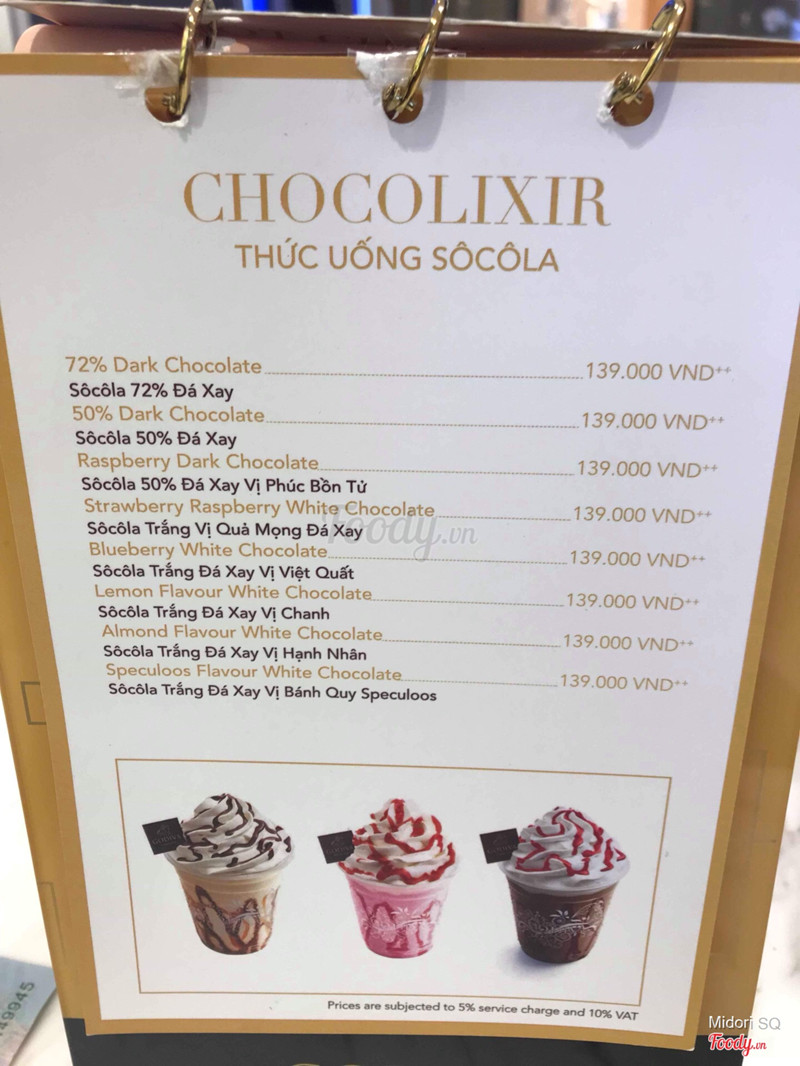 CHOCOLIXIR
THỨC UỐNG SÔCÔLA
72% Dark Chocolate 139.000 VND++
Sôcôla 72% Đá Xay
50% Dark Chocolate 139.000 VND++
Sôcôla 50% Đá Xay
Raspberry Dark Chocolate 139.000 VND++
Sôcôla 50% Đá Xay Vị Phúc Bồn Tử
Strawberry Raspberry White Chocolate 139.000 VND++
Sôcôla Trắng Vị Quả Mọng Đá Xay
Blueberry White Chocolate 139.000 VND++
Sôcôla Trắng Đá Xay Vị Việt Quất
Lemon Flavour White Chocolate 139.000 VND++
Sôcôla Trắng Đá Xay Vị Chanh
Almond Flavour White Chocolate 139.000 VND++
Sôcôla Trắng Đá Xay Vị Hạnh Nhân
Speculoos Flavour White Chocolate 139.000 VND++
Sôcôla Trắng Đá Xay Vị Bánh Quy Speculoos
Foody.vn
Prices are subjected to 5% service charge and 10% VAT
Midori SQ
Foody.vn